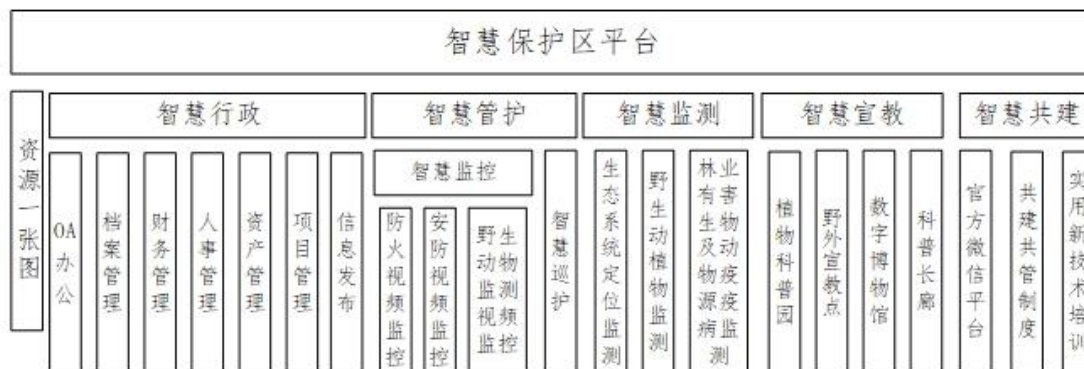 智慧保护区平台
资源一张图
智慧行政
OA办公
档案管理
财务管理
人事管理
资产管理
项目管理
信息发布
智慧管护
智慧监控
防火视频监控
安防视频监控
野生动物监测视频监控
智慧巡护
智慧监测
生态系统定位监测
野生动植物监测
林业有害生物及动物疫源疫病监测
智慧宣教
植物科普园
野外宣教点
数字博物馆
科普长廊
智慧共建
官方微信平台
共建共管制度
实用新技术培训